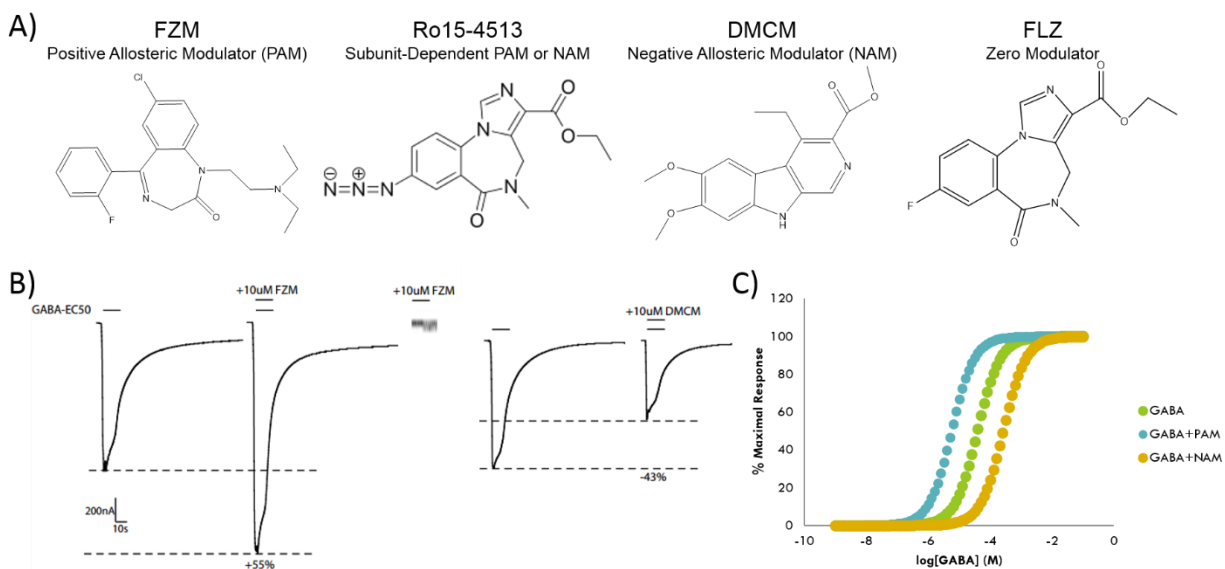 A)
FZM
Positive Allosteric Modulator (PAM)
Ro15-4513
Subunit-Dependent PAM or NAM
DMCM
Negative Allosteric Modulator (NAM)
FLZ
Zero Modulator
Cl
N
N
F
O
N
⊖ ⊕
N=N=N
N
N
O
O
N
O
O
O
N
NH
O
O
N
N
O
O
F
N
O
B)
GABA-EC50
+10uM FZM
+10uM FZM
+10uM DMCM
200nA
10s
+55%
-43%
C)
% Maximal Response
120
100
80
60
40
20
0
-10
-8
-6
-4
-2
0
log[GABA] (M)
GABA
GABA+PAM
GABA+NAM